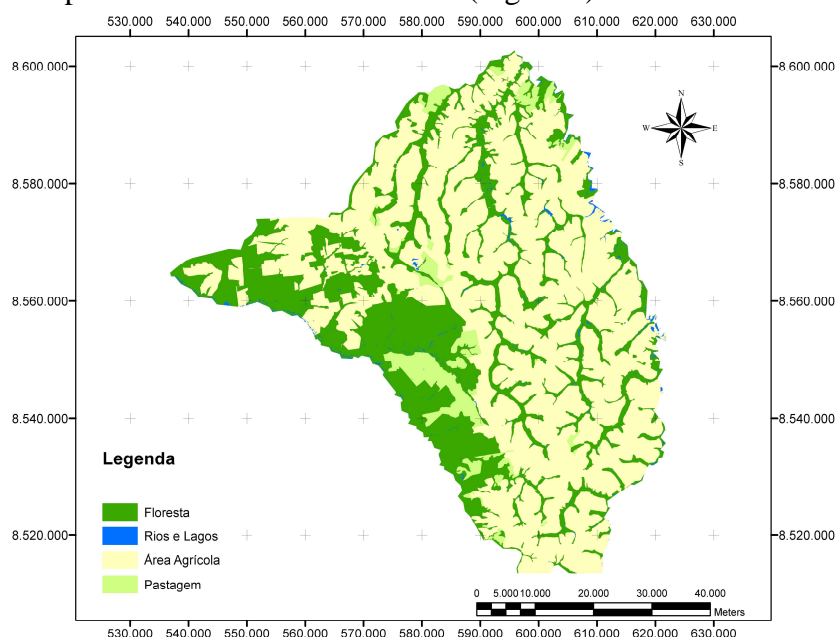 530.000 540.000 550.000 560.000 570.000 580.000 590.000 600.000 610.000 620.000 630.000
8.600.000 8.600.000
N
W E
S
8.580.000 8.580.000
8.560.000 8.560.000
8.540.000 8.540.000
Legenda
Floresta
Rios e Lagos
8.520.000 8.520.000
Área Agrícola
Pastagem
0 5.000 10.000 20.000 30.000 40.000
Meters
530.000 540.000 550.000 560.000 570.000 580.000 590.000 600.000 610.000 620.000 630.000